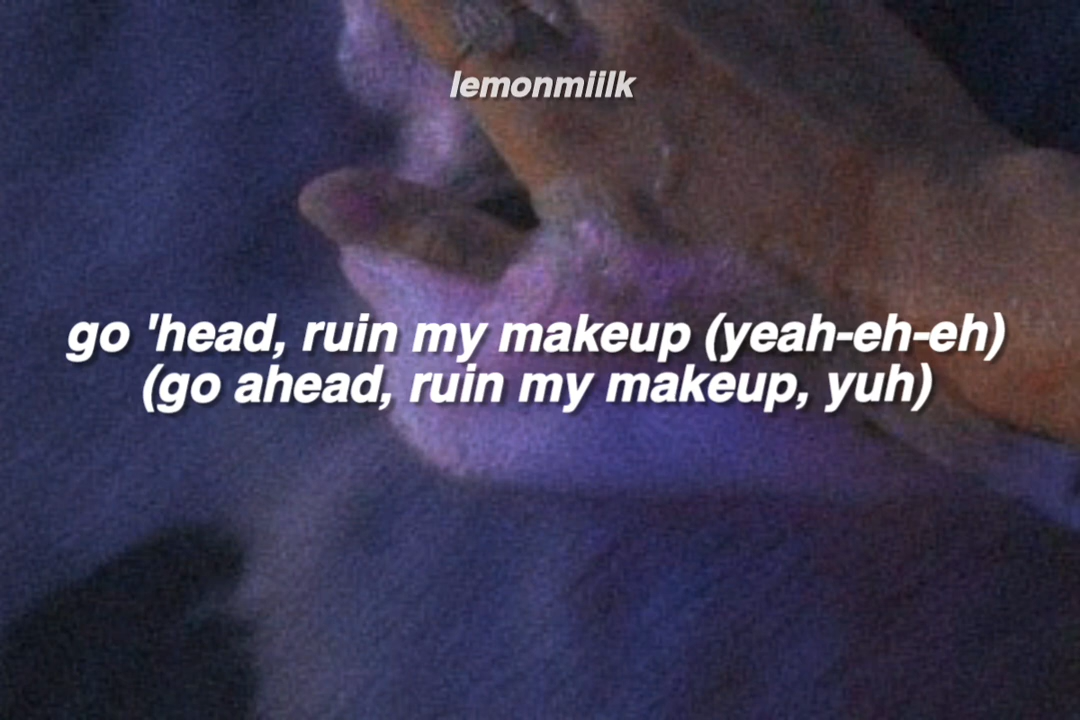 lemonmiilk
go 'head, ruin my makeup (yeah-eh-eh)
(go ahead, ruin my makeup, yuh)